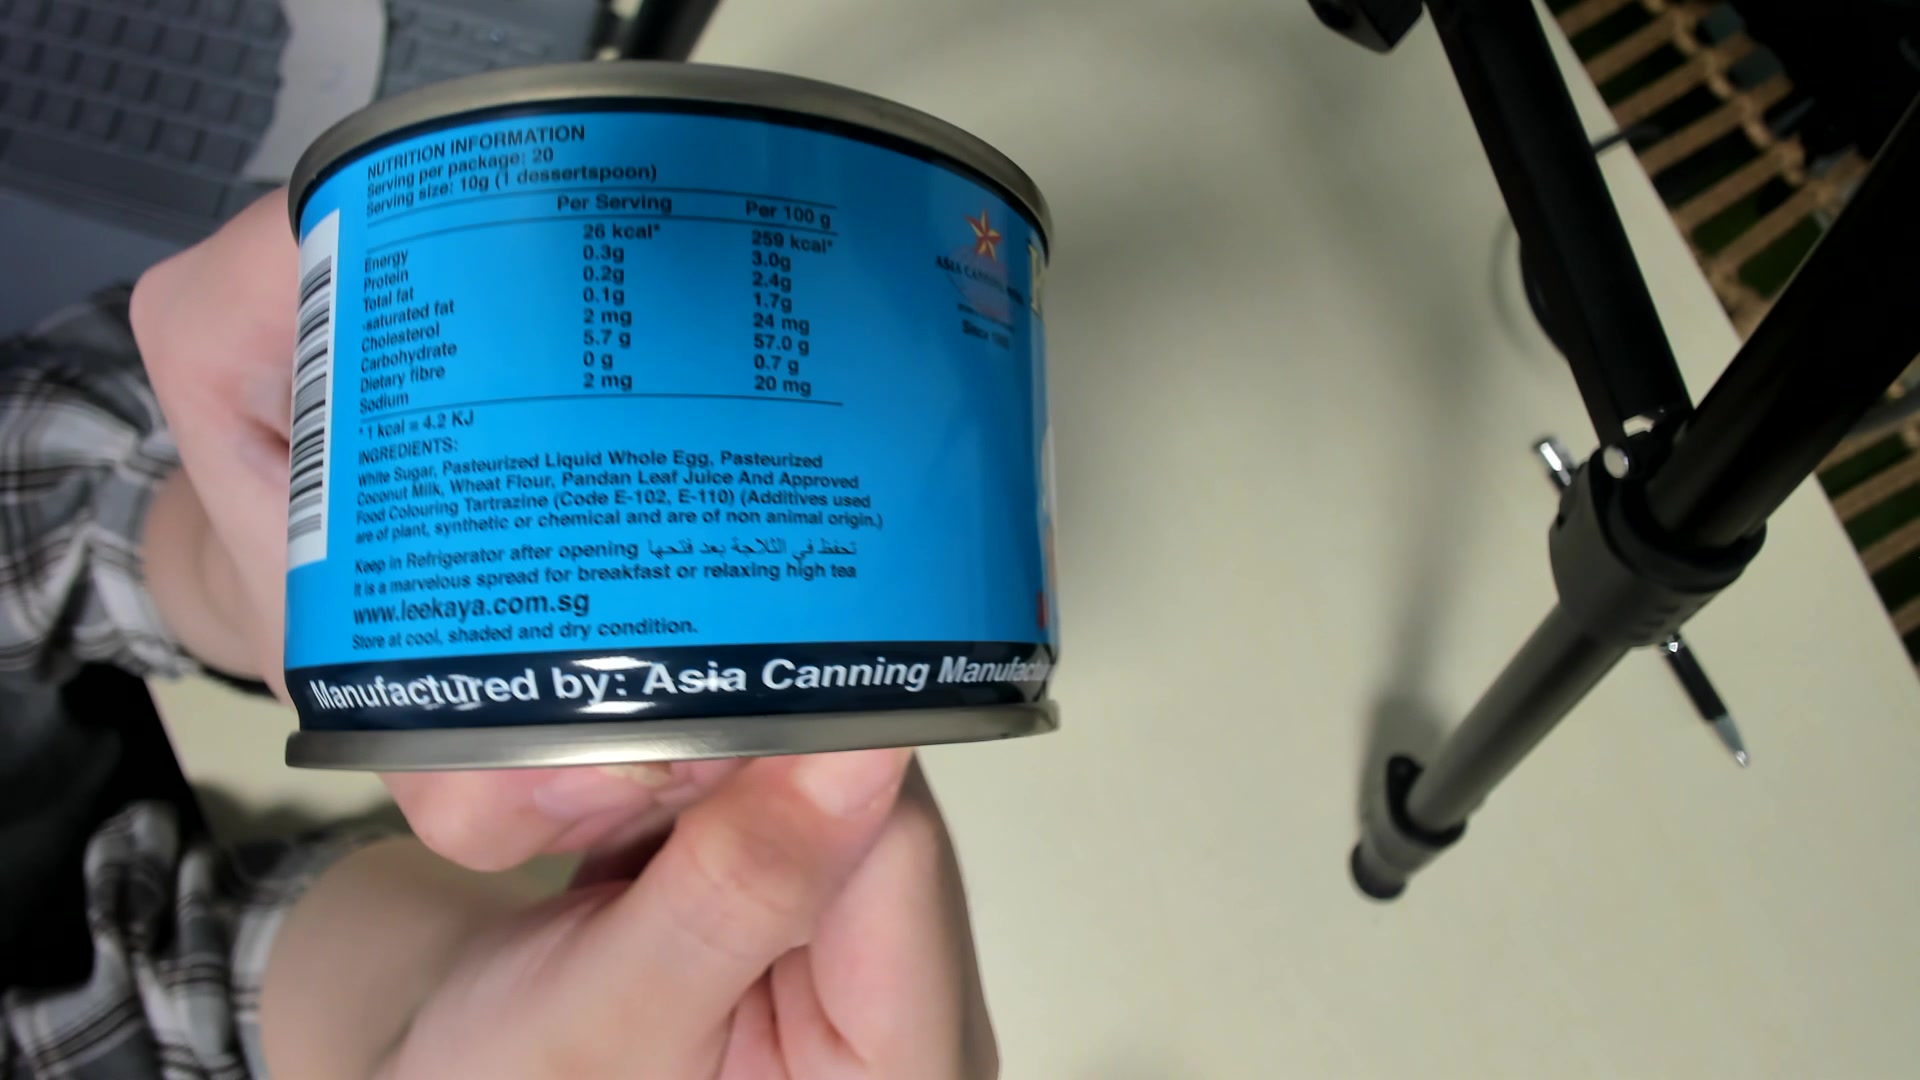 NUTRITION INFORMATION
Serving per package: 20
Serving size: 10g (1 dessertspoon)
Per Serving Per 100 g
Energy 26 kcal* 259 kcal*
Protein 0.3g 3.0g
Total fat 0.2g 2.4g
-saturated fat 0.1g 1.7g
Cholesterol 2 mg 24 mg
Carbohydrate 5.7 g 57.0 g
Dietary fibre 0 g 0.7 g
Sodium 2 mg 20 mg
* 1 kcal = 4.2 KJ
INGREDIENTS:
White Sugar, Pasteurized Liquid Whole Egg, Pasteurized
Coconut Milk, Wheat Flour, Pandan Leaf Juice And Approved
Food Colouring Tartrazine (Code E-102, E-110) (Additives used
are of plant, synthetic or chemical and are of non animal origin.)
Keep in Refrigerator after opening تحفظ في الثلاجة بعد فتحها
It is a marvelous spread for breakfast or relaxing high tea
www.leekaya.com.sg
Store at cool, shaded and dry condition.
Manufactured by: Asia Canning
ASIA
Since